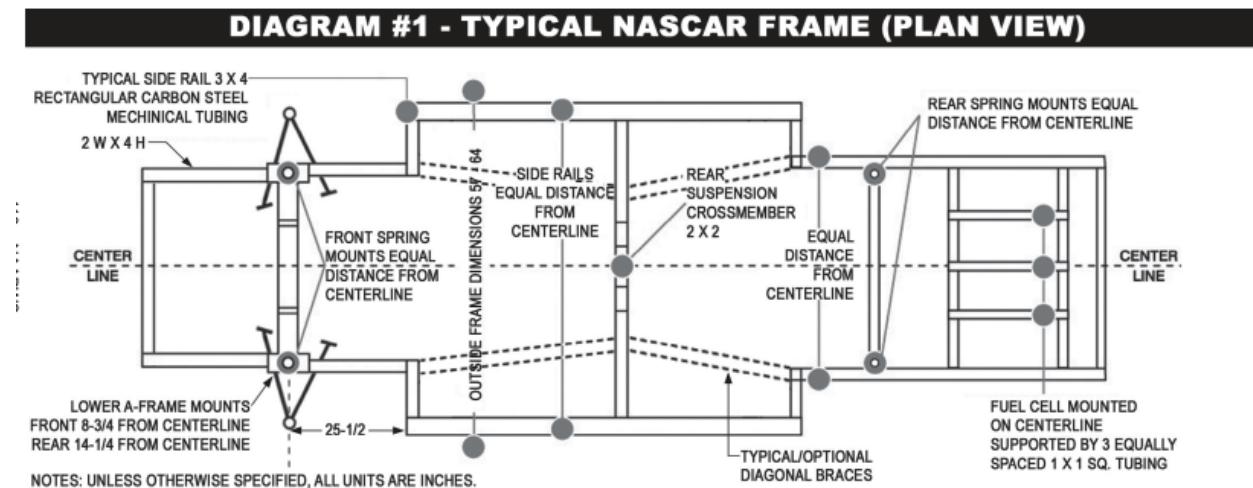 DIAGRAM #1 - TYPICAL NASCAR FRAME (PLAN VIEW)
TYPICAL SIDE RAIL 3 X 4
RECTANGULAR CARBON STEEL
MECHINICAL TUBING
2 W X 4 H
REAR SPRING MOUNTS EQUAL
DISTANCE FROM CENTERLINE
SIDE RAILS
EQUAL DISTANCE
FROM
CENTERLINE
REAR
SUSPENSION
CROSSMEMBER
2 X 2
OUTSIDE FRAME DIMENSIONS 57 - 64
FRONT SPRING
MOUNTS EQUAL
DISTANCE FROM
CENTERLINE
EQUAL
DISTANCE
FROM
CENTERLINE
CENTER
LINE
CENTER
LINE
LOWER A-FRAME MOUNTS
FRONT 8-3/4 FROM CENTERLINE
REAR 14-1/4 FROM CENTERLINE
25-1/2
TYPICAL/OPTIONAL
DIAGONAL BRACES
FUEL CELL MOUNTED
ON CENTERLINE
SUPPORTED BY 3 EQUALLY
SPACED 1 X 1 SQ. TUBING
NOTES: UNLESS OTHERWISE SPECIFIED, ALL UNITS ARE INCHES.